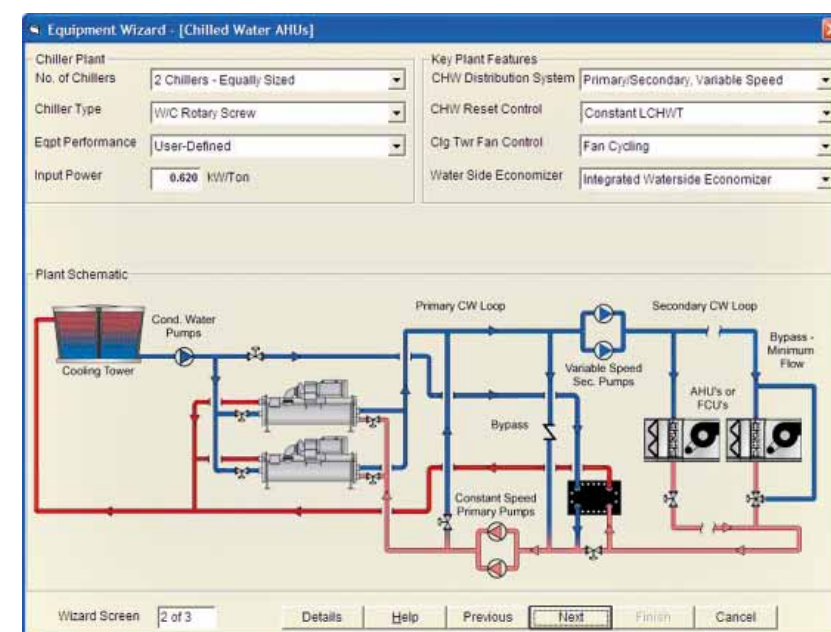 Equipment Wizard - [Chilled Water AHUs]
Chiller Plant
No. of Chillers 2 Chillers - Equally Sized
Chiller Type W/C Rotary Screw
Eqpt Performance User-Defined
Input Power 0.620 kW/Ton
Key Plant Features
CHW Distribution System Primary/Secondary, Variable Speed
CHW Reset Control Constant LCHWT
Clg Twr Fan Control Fan Cycling
Water Side Economizer Integrated Waterside Economizer
Plant Schematic
Cond. Water
Pumps
Cooling Tower
Primary CW Loop
Secondary CW Loop
Variable Speed
Sec. Pumps
Bypass -
Minimum
Flow
AHU's or
FCU's
Bypass
Constant Speed
Primary Pumps
Wizard Screen 2 of 3 Details Help Previous Next Finish Cancel